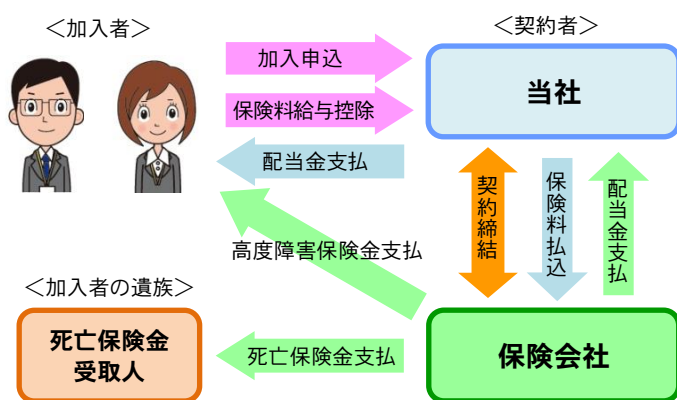 ＜加入者＞
＜契約者＞
加入申込
当社
保険料給与控除
配当金支払
契約締結
保険料払込
配当金支払
高度障害保険金支払
＜加入者の遺族＞
死亡保険金
受取人
死亡保険金支払
保険会社